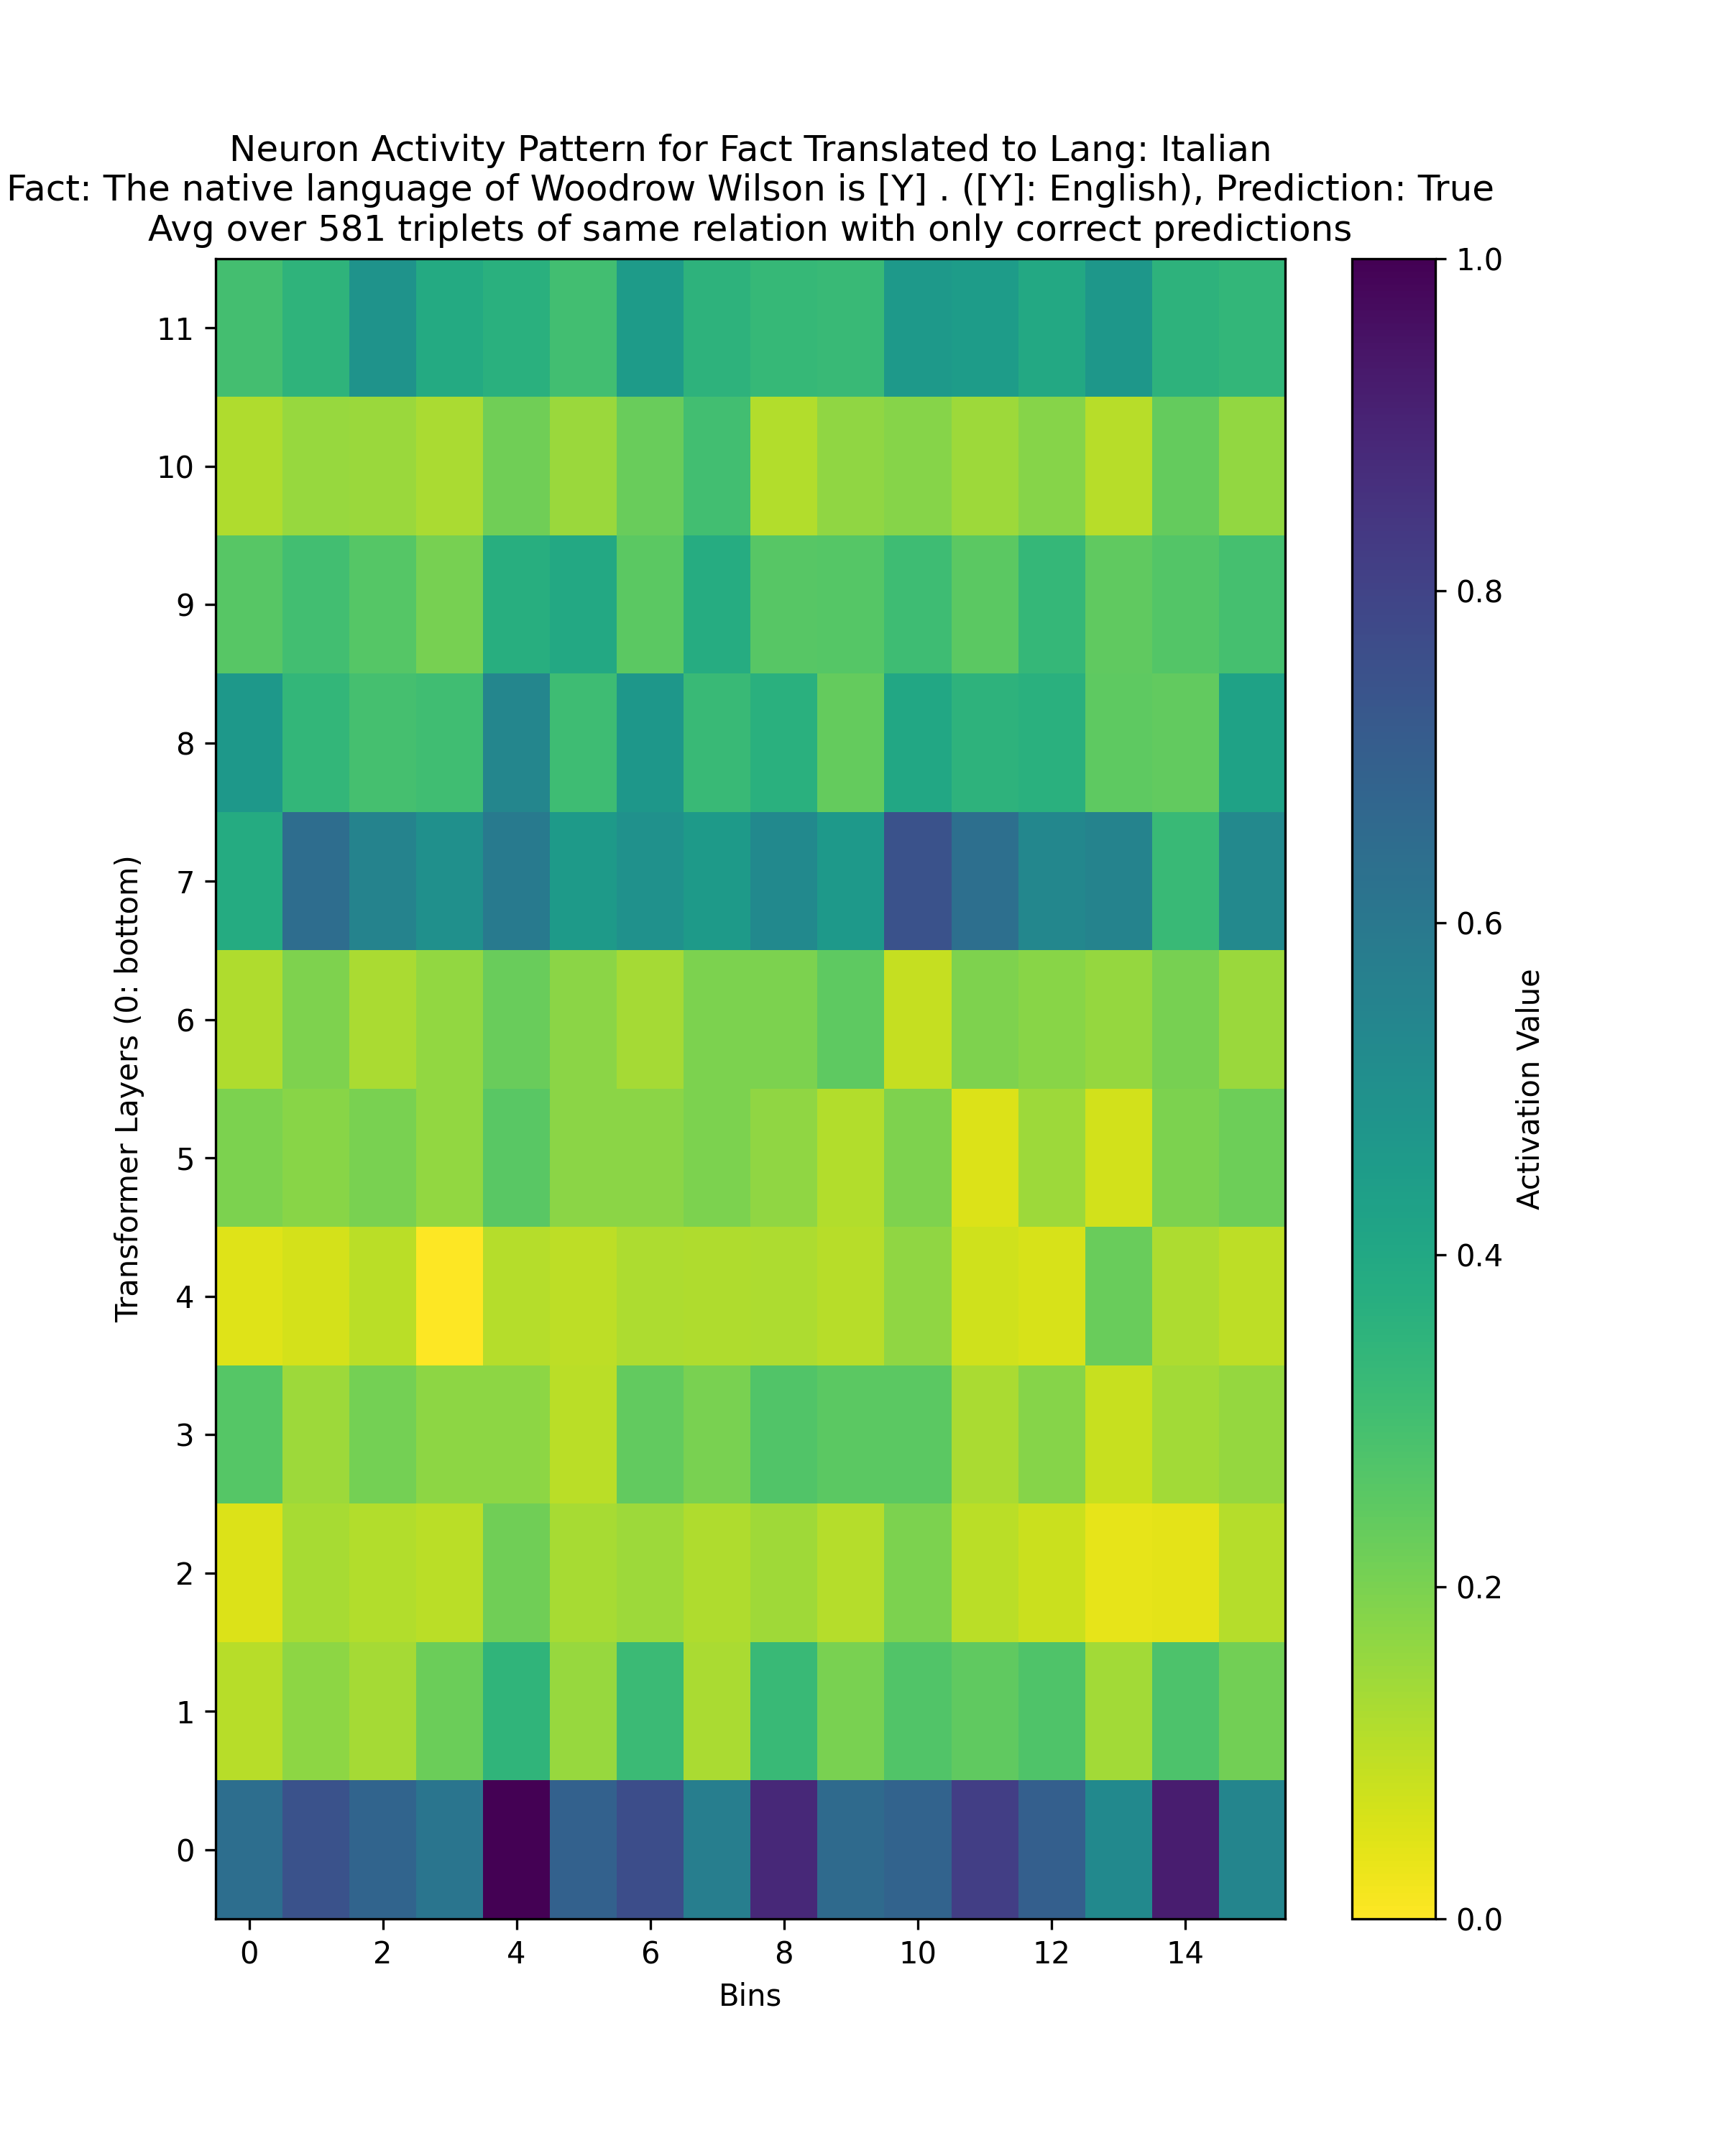 Neuron Activity Pattern for Fact Translated to Lang: Italian
Fact: The native language of Woodrow Wilson is [Y] . ([Y]: English), Prediction: True
Avg over 581 triplets of same relation with only correct predictions
Transformer Layers (0: bottom)
11
10
9
8
7
6
5
4
3
2
1
0
0 2 4 6 8 10 12 14
Bins
1.0
0.8
0.6
0.4
0.2
0.0
Activation Value